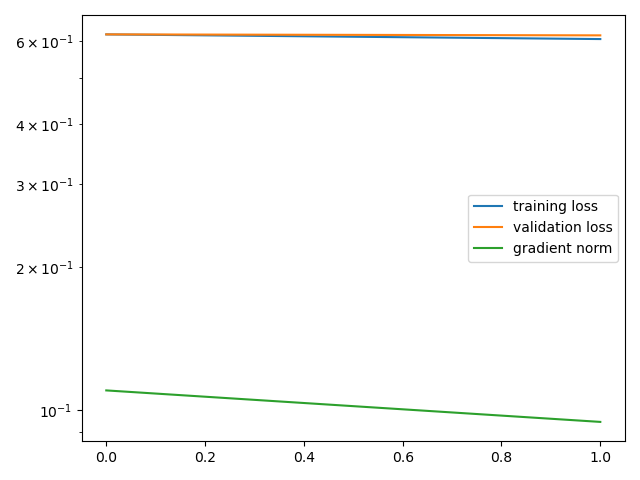 6 × 10⁻¹
4 × 10⁻¹
3 × 10⁻¹
2 × 10⁻¹
10⁻¹
training loss
validation loss
gradient norm
0.0 0.2 0.4 0.6 0.8 1.0